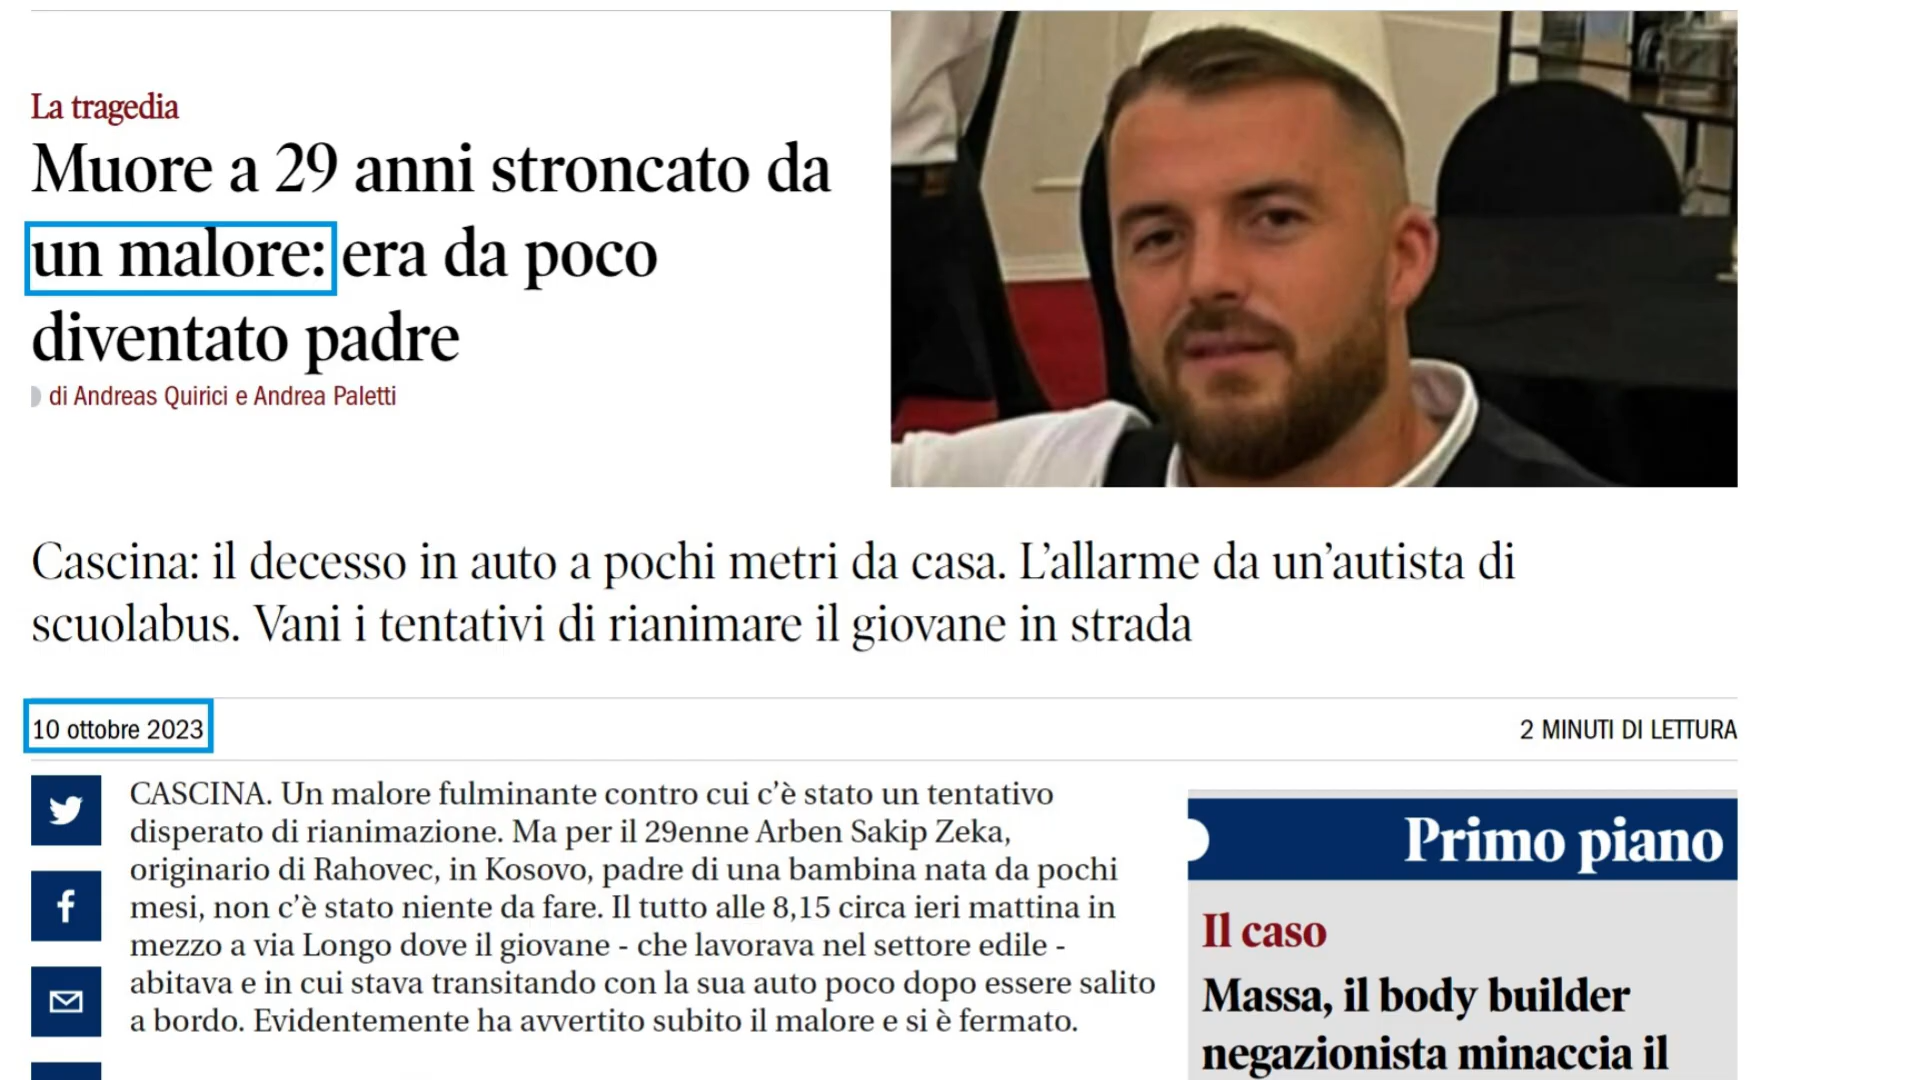 La tragedia
Muore a 29 anni stroncato da
un malore: era da poco
diventato padre
di Andreas Quirici e Andrea Paletti
Cascina: il decesso in auto a pochi metri da casa. L’allarme da un’autista di
scuolabus. Vani i tentativi di rianimare il giovane in strada
10 ottobre 2023
2 MINUTI DI LETTURA
CASCINA. Un malore fulminante contro cui c’è stato un tentativo
disperato di rianimazione. Ma per il 29enne Arben Sakip Zeka,
originario di Rahovec, in Kosovo, padre di una bambina nata da pochi
mesi, non c’è stato niente da fare. Il tutto alle 8,15 circa ieri mattina in
mezzo a via Longo dove il giovane - che lavorava nel settore edile -
abitava e in cui stava transitando con la sua auto poco dopo essere salito
a bordo. Evidentemente ha avvertito subito il malore e si è fermato.
Primo piano
Il caso
Massa, il body builder
negazionista minaccia il